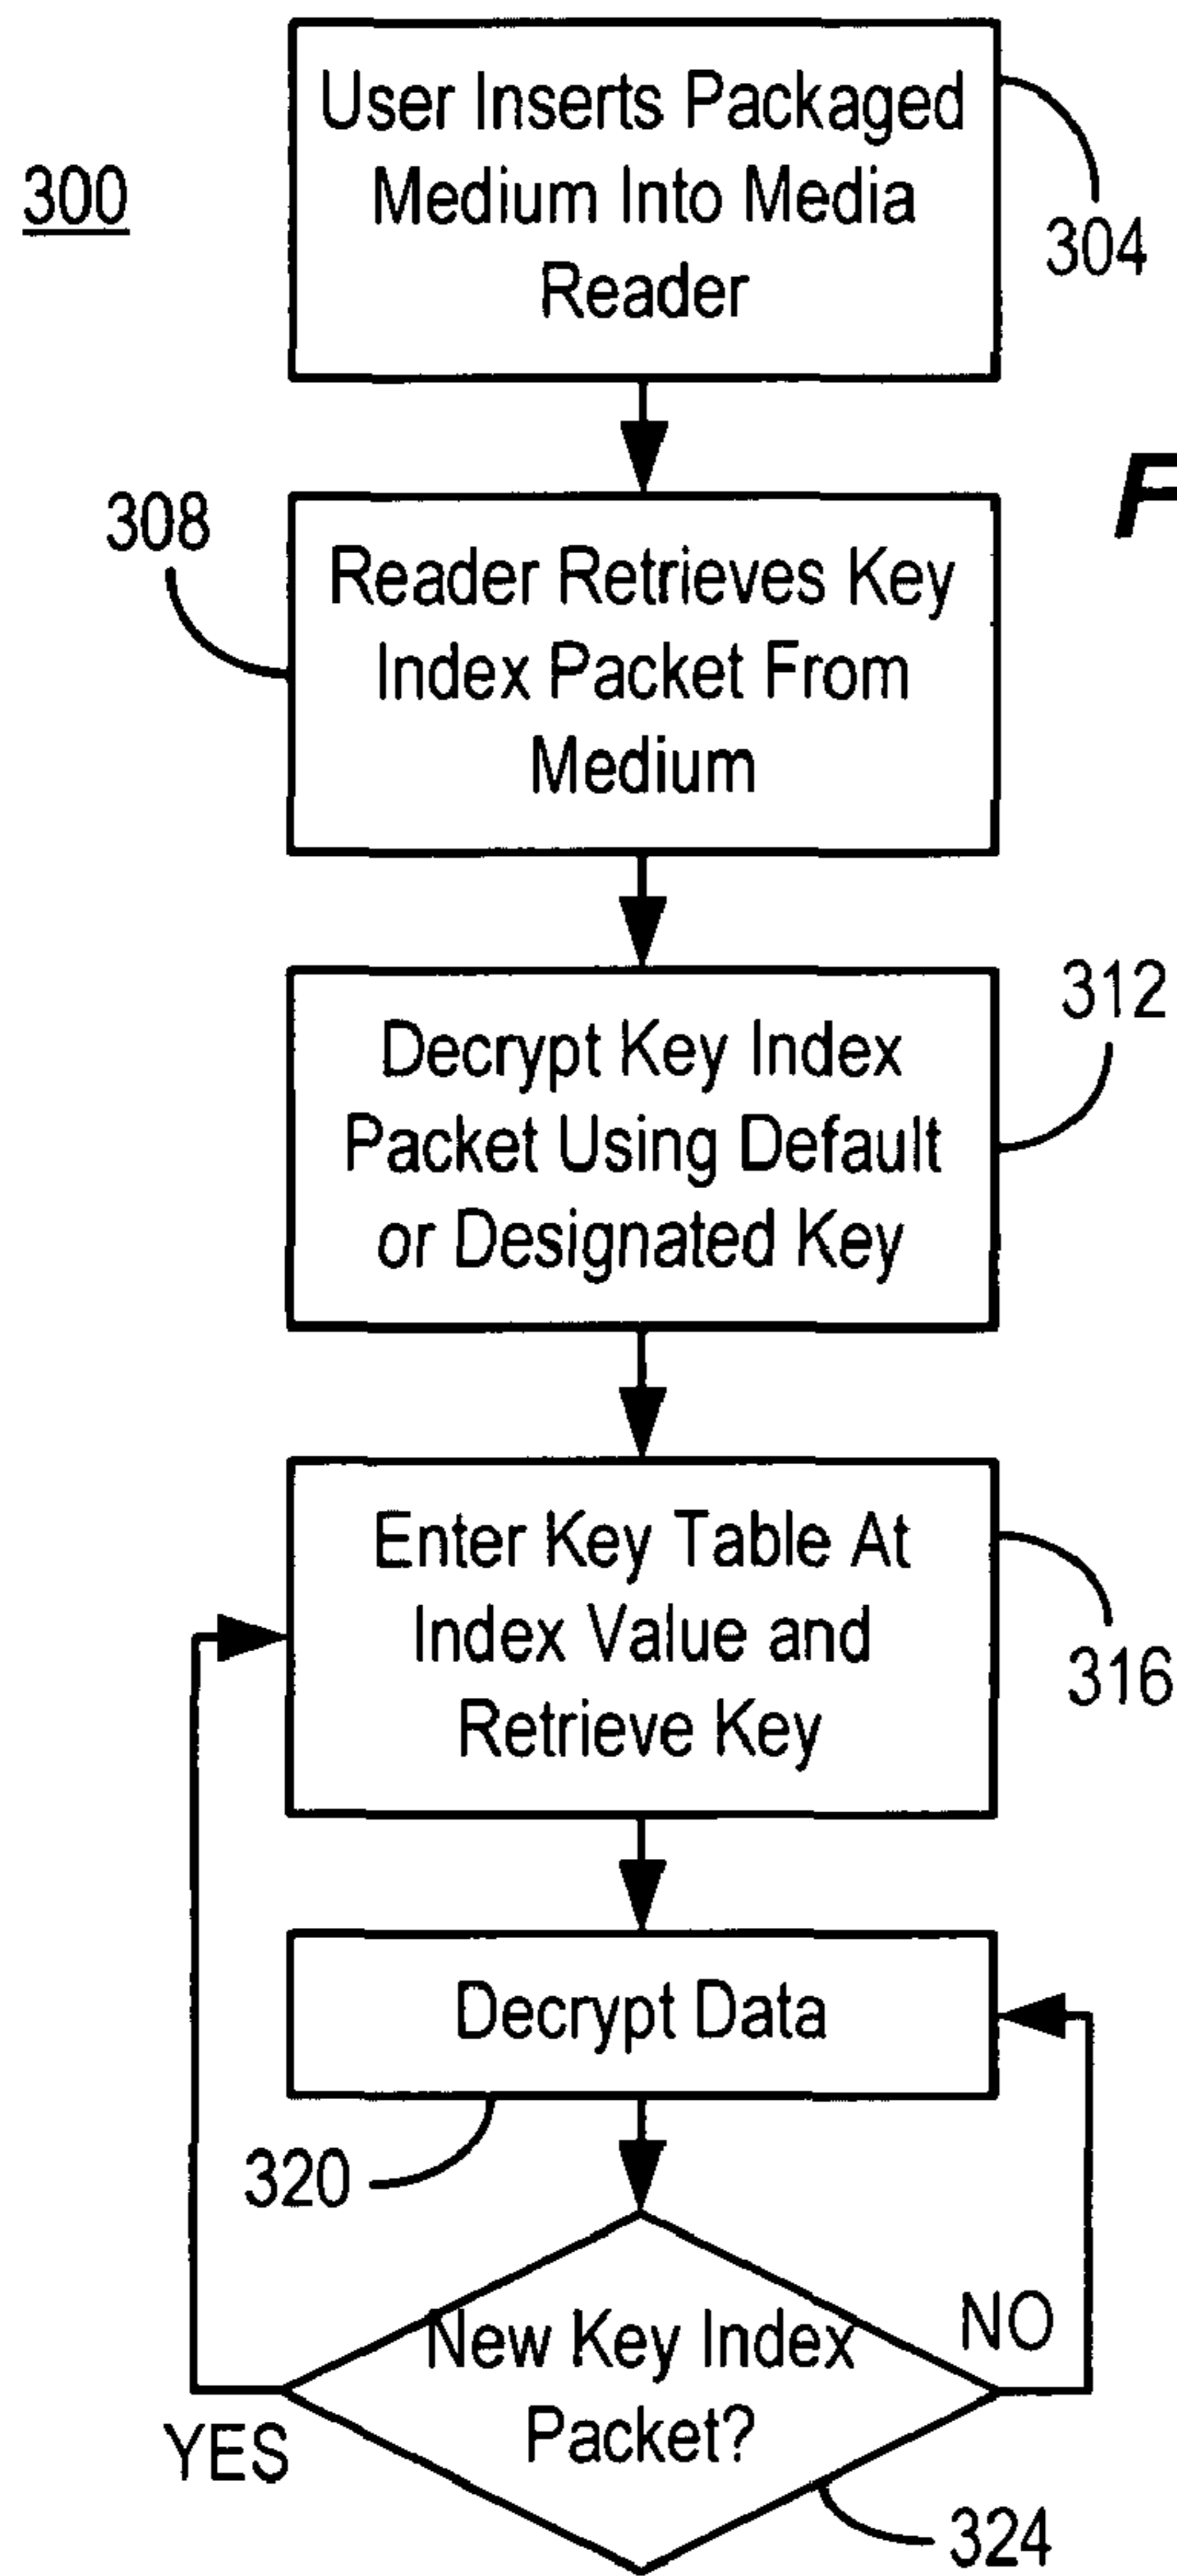 300
User Inserts Packaged
Medium Into Media
Reader
304
308
F
Reader Retrieves Key
Index Packet From
Medium
312
Decrypt Key Index
Packet Using Default
or Designated Key
Enter Key Table At
Index Value and
Retrieve Key
316
Decrypt Data
320
New Key Index
Packet?
NO
YES
324